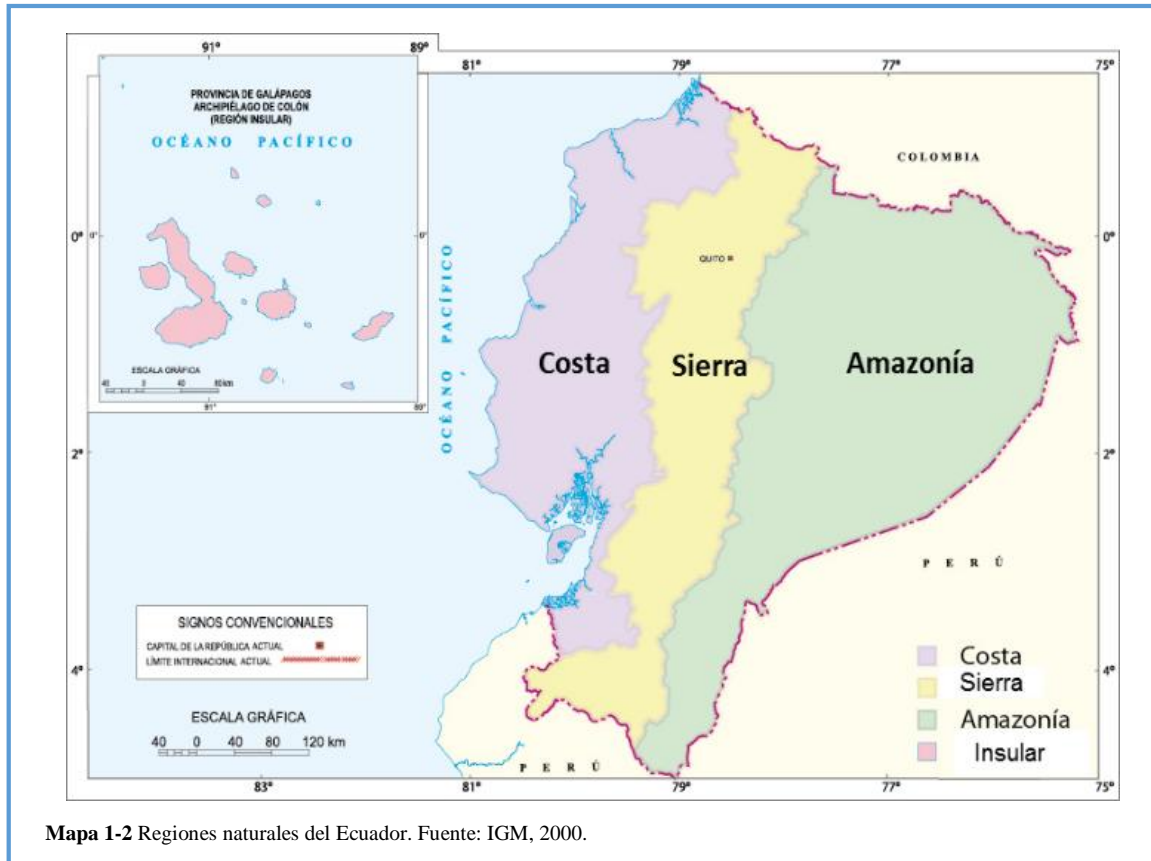 91°
89°
PROVINCIA DE GALÁPAGOS
ARCHIPIÉLAGO DE COLÓN
(REGIÓN INSULAR)
OCÉANO PACÍFICO
0°
0°
0°
ESCALA GRÁFICA
40 0 40 80 km
91°
89°
81°
79°
77°
75°
COLOMBIA
0°
QUITO
OCÉANO PACÍFICO
Costa
Sierra
Amazonía
2°
2°
PERÚ
SIGNOS CONVENCIONALES
CAPITAL DE LA REPÚBLICA ACTUAL
LÍMITE INTERNACIONAL ACTUAL
4°
4°
ESCALA GRÁFICA
40 0 40 80 120 km
PERÚ
Costa
Sierra
Amazonía
Insular
83°
81°
79°
77°
75°
Mapa 1-2 Regiones naturales del Ecuador. Fuente: IGM, 2000.